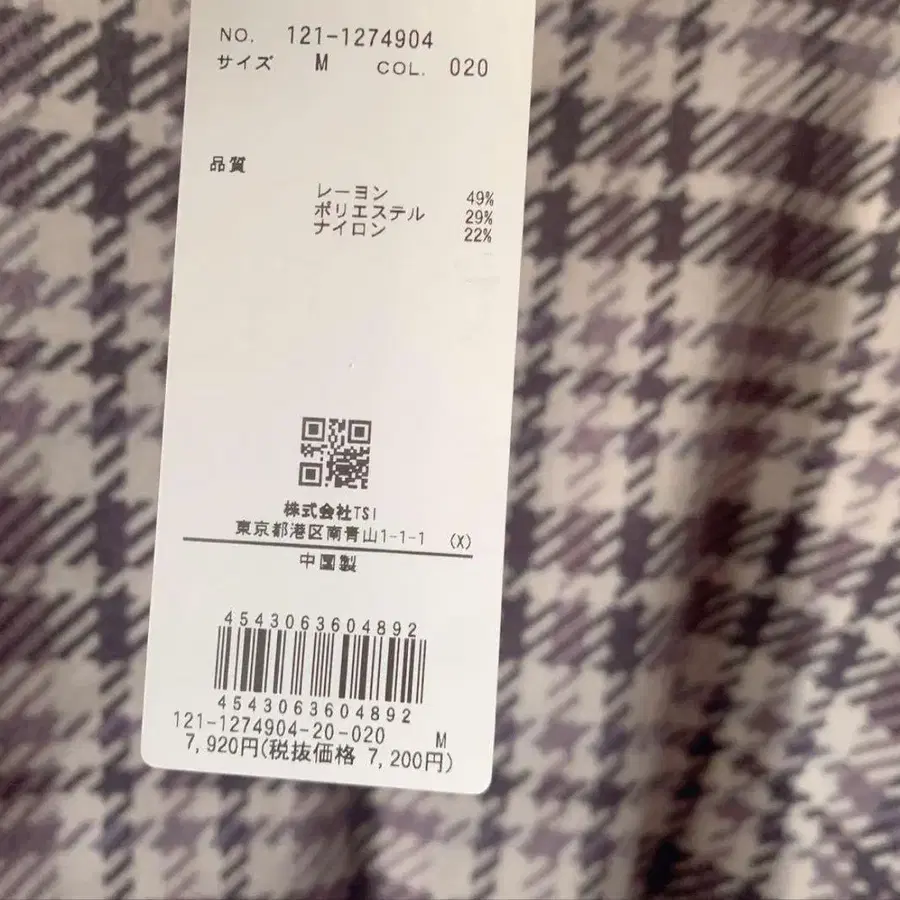 NO. 121-1274904
サイズ M COL. 020
品質
レーヨン 49%
ポリエステル 29%
ナイロン 22%
株式会社TSI
東京都港区南青山1-1-1 (X)
中国製
4543063604892
4543063604892
121-1274904-20-020 M
7,920円(税抜価格 7,200円)